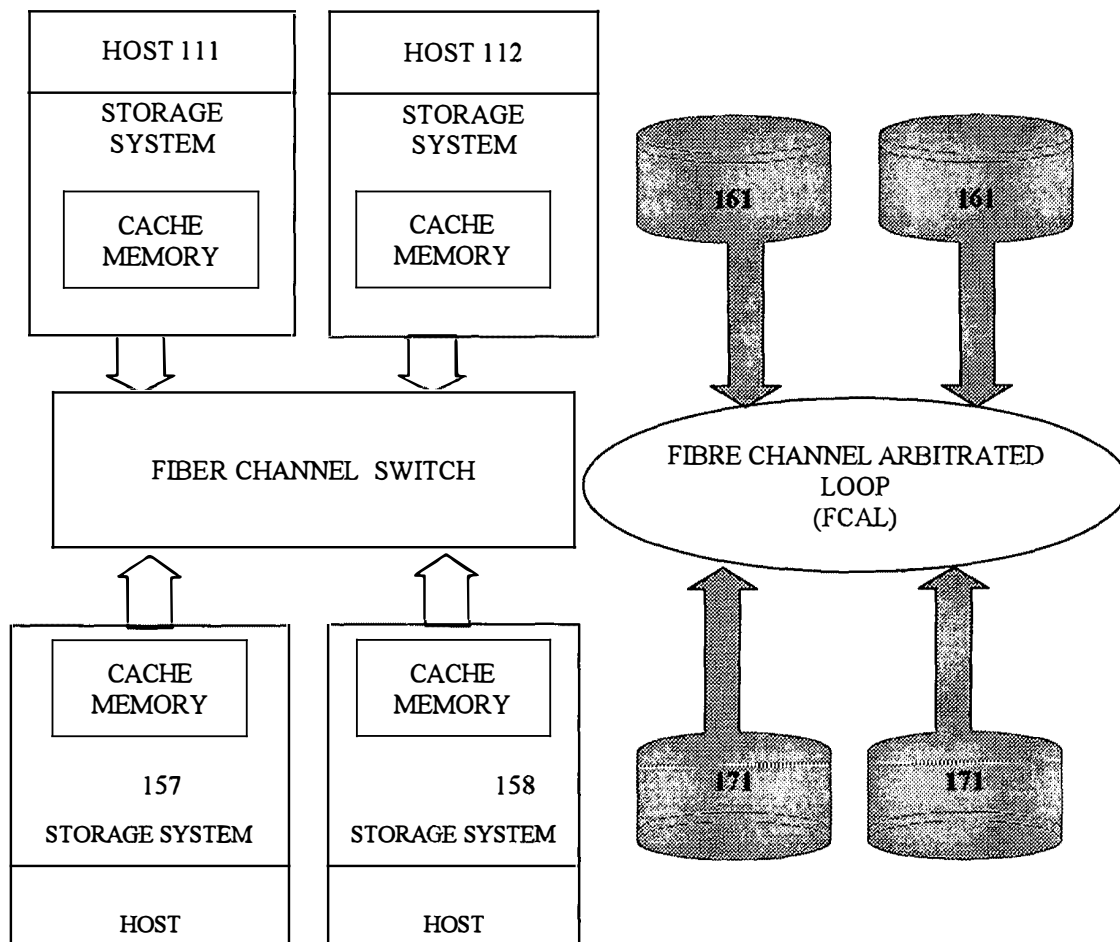 HOST 111
STORAGE
SYSTEM
CACHE
MEMORY
HOST 112
STORAGE
SYSTEM
CACHE
MEMORY
161
161
FIBER CHANNEL SWITCH
FIBRE CHANNEL ARBITRATED
LOOP
(FCAL)
CACHE
MEMORY
157
STORAGE SYSTEM
HOST
CACHE
MEMORY
158
STORAGE SYSTEM
HOST
171
171